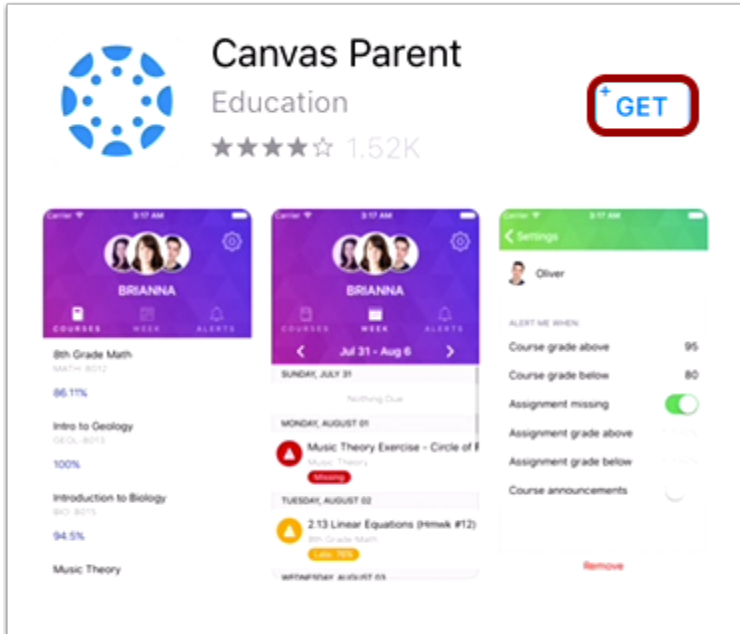 Canvas Parent
Education
1.52K
+ GET
Carrier 3:17 AM
BRIANNA
COURSES WEEK ALERTS
8th Grade Math
MATH-8012
86.11%
Intro to Geology
GEOL-8013
100%
Introduction to Biology
BIO-8015
94.5%
Music Theory
Carrier 3:17 AM
BRIANNA
COURSES WEEK ALERTS
Jul 31 - Aug 6
SUNDAY, JULY 31
Nothing Due
MONDAY, AUGUST 01
Music Theory Exercise - Circle of F
Music Theory
Missing
TUESDAY, AUGUST 02
2.13 Linear Equations (Hmwk #12)
8th Grade Math
Late: 76%
WEDNESDAY, AUGUST 03
Carrier 3:17 AM
Settings
Oliver
ALERT ME WHEN:
Course grade above 95
Course grade below 80
Assignment missing
Assignment grade above
Assignment grade below
Course announcements
Remove